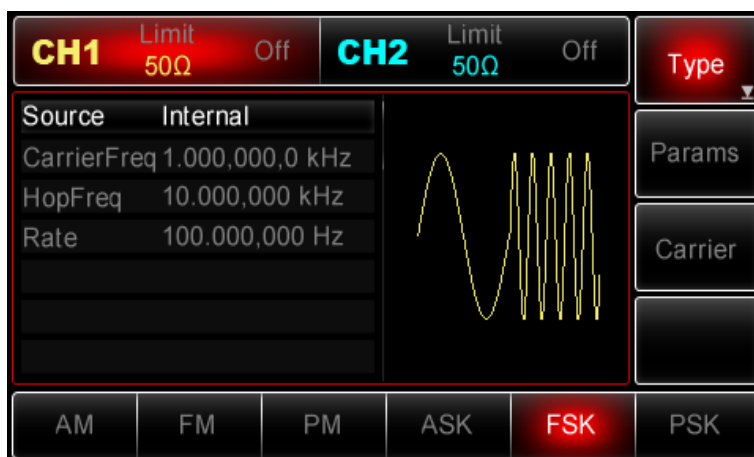 CH1 Limit 50Ω Off CH2 Limit 50Ω Off
Type
Source Internal
CarrierFreq 1.000,000,0 kHz
HopFreq 10.000,000 kHz
Rate 100.000,000 Hz
Params
Carrier
AM FM PM ASK FSK PSK